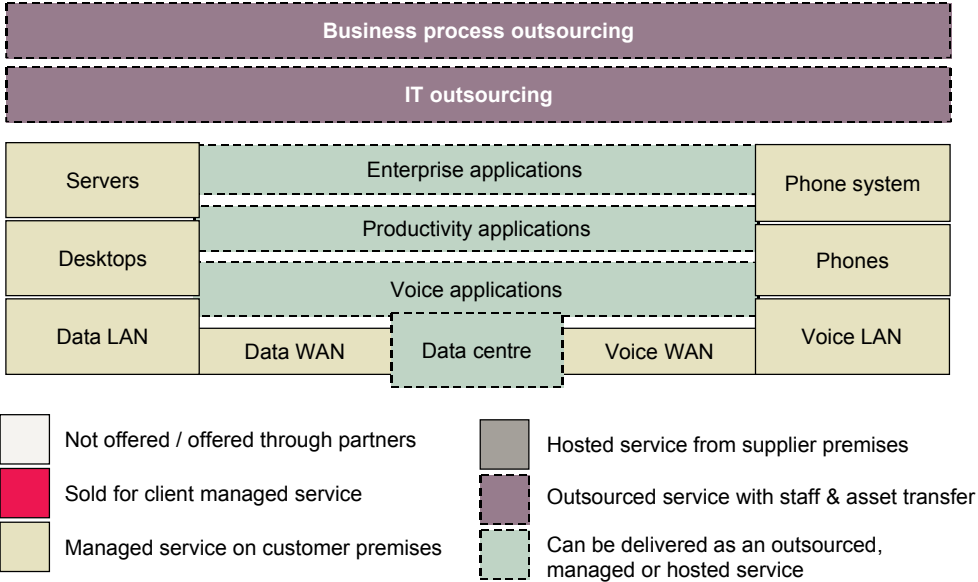 Business process outsourcing
IT outsourcing
Servers
Enterprise applications
Phone system
Productivity applications
Desktops
Phones
Voice applications
Data LAN
Data WAN
Data centre
Voice WAN
Voice LAN
Not offered / offered through partners
Sold for client managed service
Managed service on customer premises
Hosted service from supplier premises
Outsourced service with staff & asset transfer
Can be delivered as an outsourced,
managed or hosted service